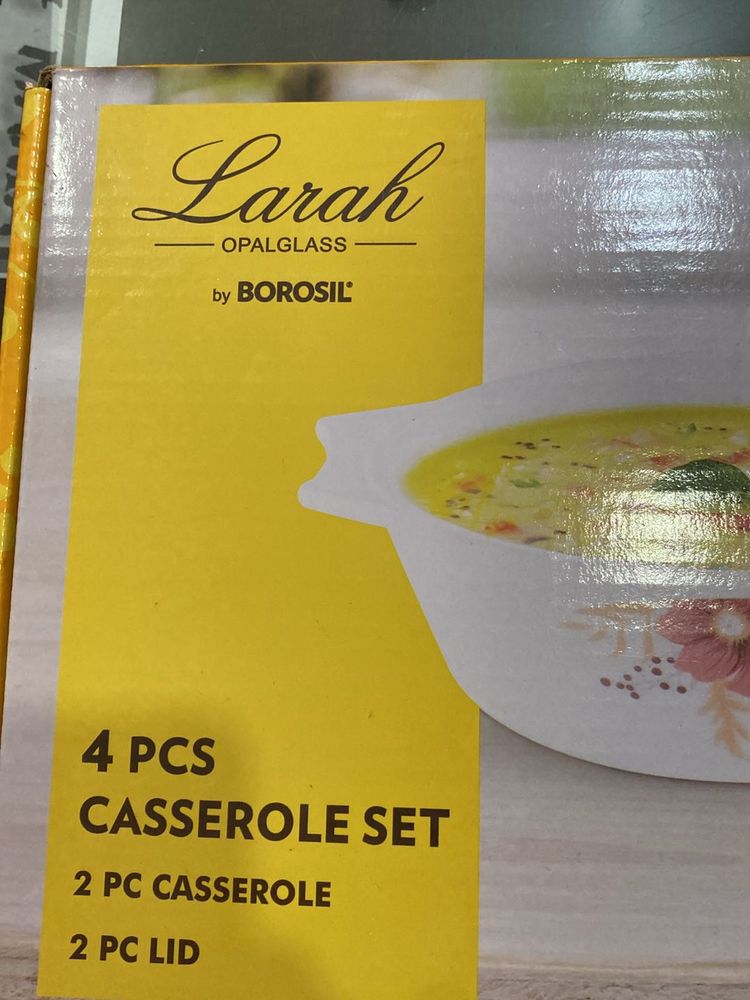 Larah
OPALGLASS
by BOROSIL®
4 PCS
CASSEROLE SET
2 PC CASSEROLE
2 PC LID